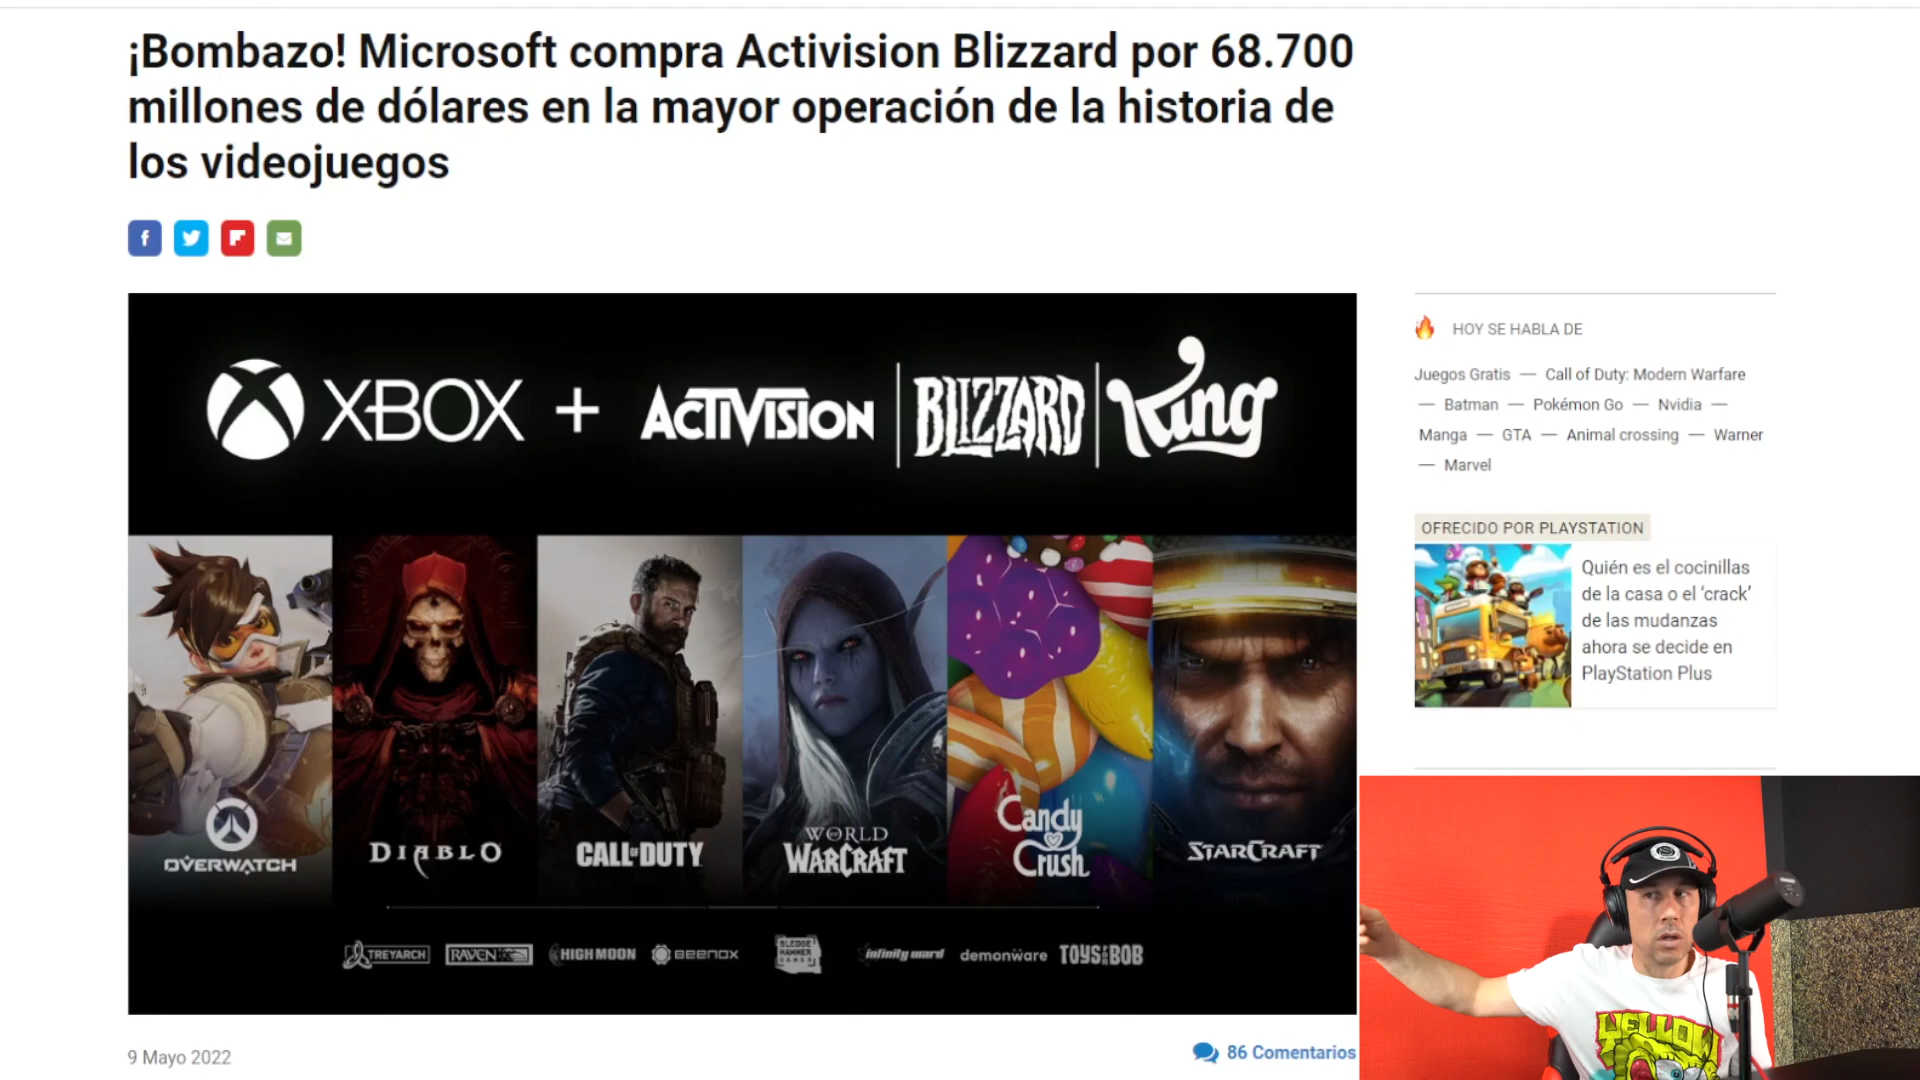 ¡Bombazo! Microsoft compra Activision Blizzard por 68.700
millones de dólares en la mayor operación de la historia de
los videojuegos
XBOX + ACTIVISION | BLIZZARD | King
OVERWATCH
DIABLO
CALL OF DUTY
WORLD OF WARCRAFT
Candy Crush
STARCRAFT
TREYARCH RAVEN HIGH MOON BEENOX SLEDGEHAMMER GAMES infinity ward demonware TOYS FOR BOB
9 Mayo 2022
86 Comentarios
HOY SE HABLA DE
Juegos Gratis — Call of Duty: Modern Warfare
— Batman — Pokémon Go — Nvidia —
Manga — GTA — Animal crossing — Warner
— Marvel
OFRECIDO POR PLAYSTATION
Quién es el cocinillas
de la casa o el ‘crack’
de las mudanzas
ahora se decide en
PlayStation Plus
YELLOW